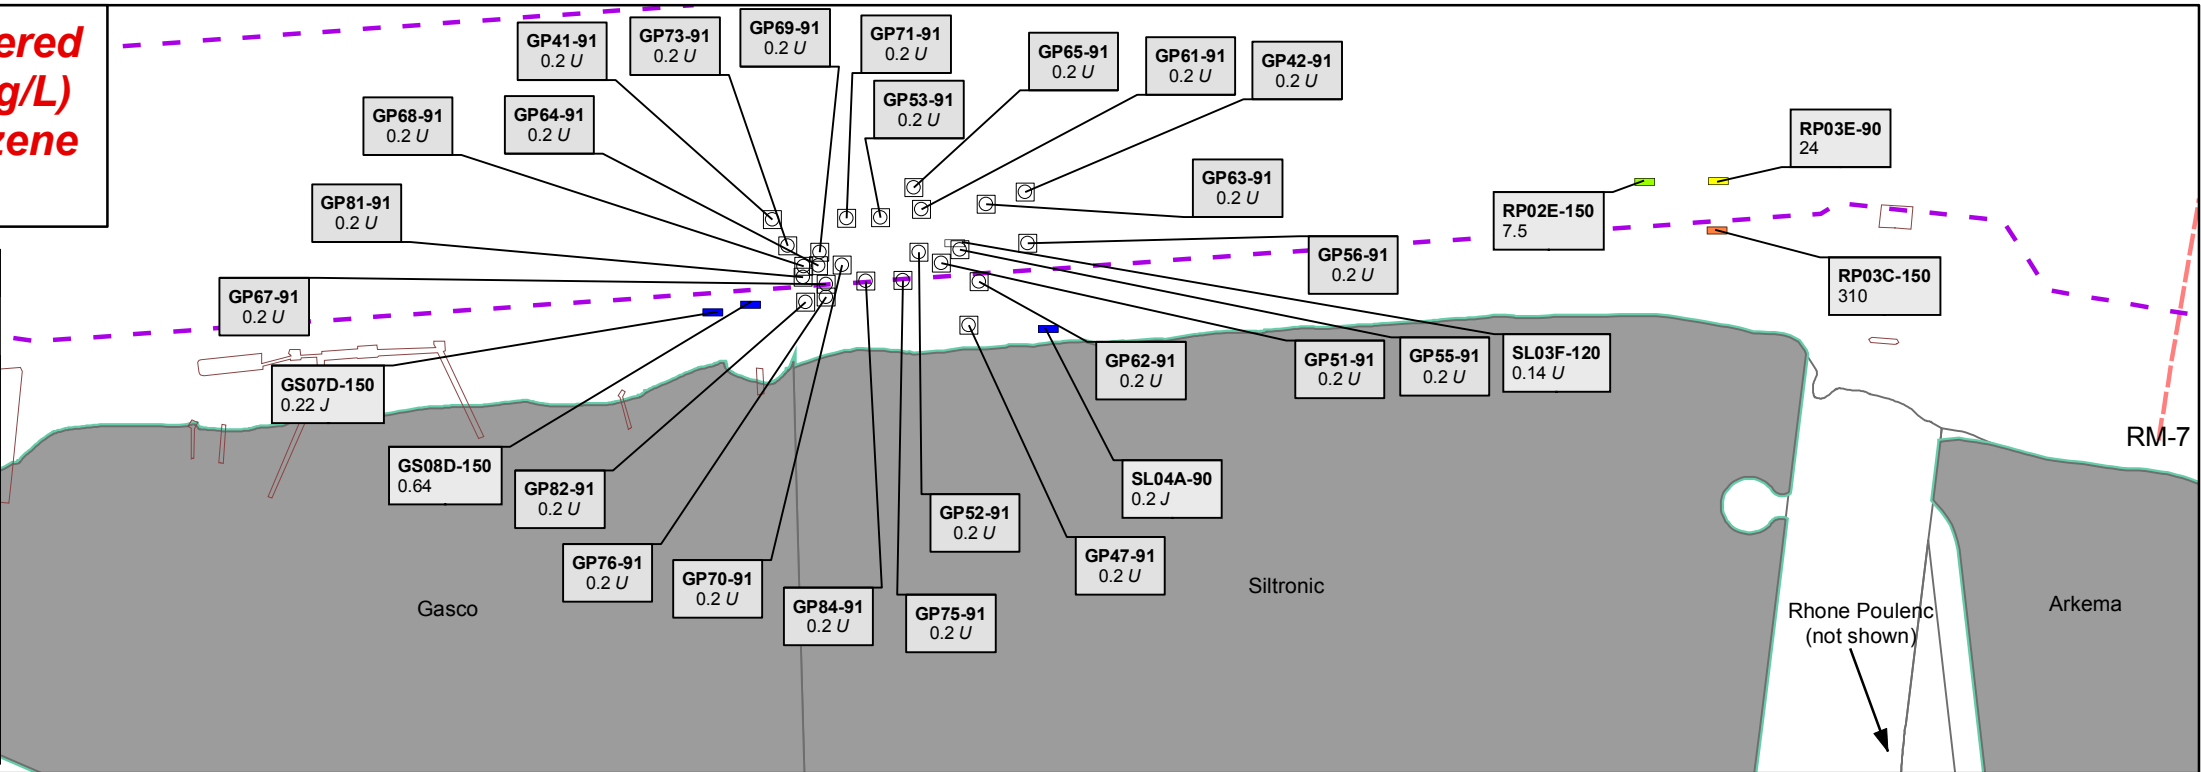 ered
g/L)
zene
GP41-91
0.2 U
GP73-91
0.2 U
GP69-91
0.2 U
GP71-91
0.2 U
GP65-91
0.2 U
GP61-91
0.2 U
GP42-91
0.2 U
GP68-91
0.2 U
GP64-91
0.2 U
GP53-91
0.2 U
RP03E-90
24
GP81-91
0.2 U
GP63-91
0.2 U
RP02E-150
7.5
GP67-91
0.2 U
GP56-91
0.2 U
RP03C-150
310
GS07D-150
0.22 J
GP62-91
0.2 U
GP51-91
0.2 U
GP55-91
0.2 U
SL03F-120
0.14 U
RM-7
GS08D-150
0.64
GP82-91
0.2 U
SL04A-90
0.2 J
GP52-91
0.2 U
GP76-91
0.2 U
GP70-91
0.2 U
GP47-91
0.2 U
GP84-91
0.2 U
GP75-91
0.2 U
Gasco
Siltronic
Rhone Poulenc
(not shown)
Arkema